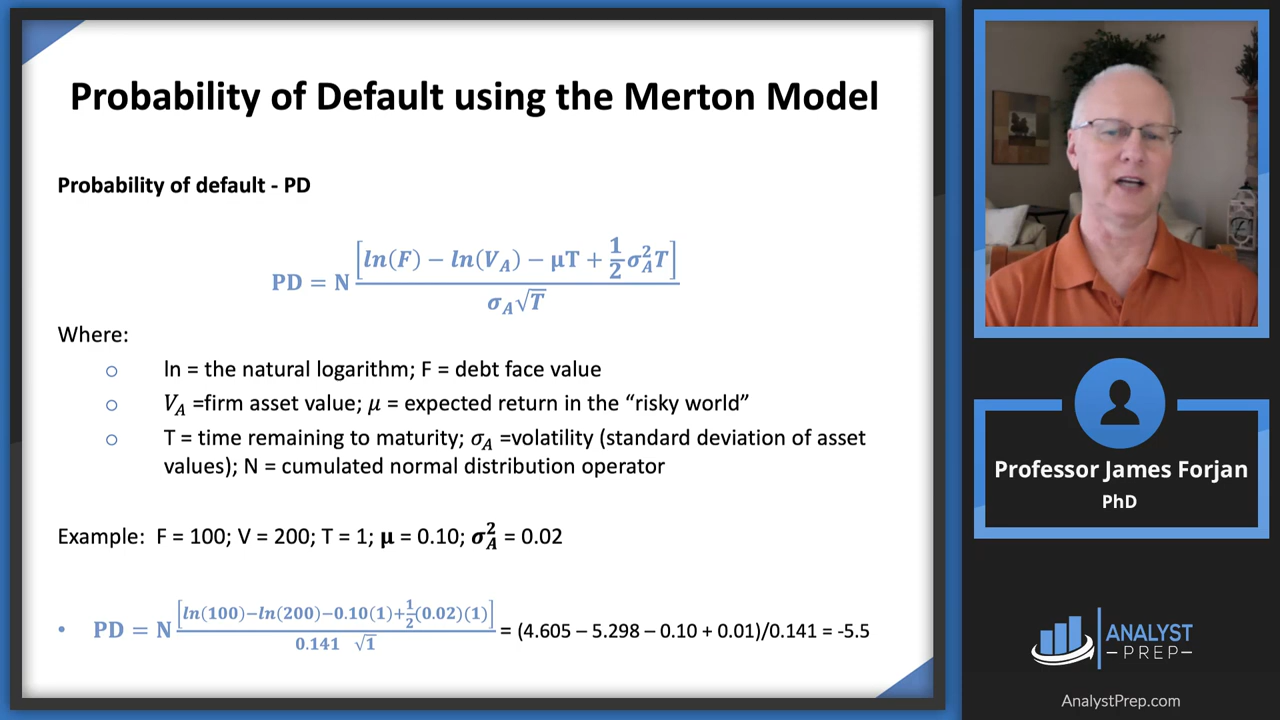 Probability of Default using the Merton Model
Probability of default - PD
PD = N [ln(F) − ln(V_A) − μT + 1/2 σ_A^2 T] / σ_A √T
Where:
○ ln = the natural logarithm; F = debt face value
○ V_A =firm asset value; μ = expected return in the “risky world”
○ T = time remaining to maturity; σ_A =volatility (standard deviation of asset
values); N = cumulated normal distribution operator
Example: F = 100; V = 200; T = 1; μ = 0.10; σ_A^2 = 0.02
• PD = N [ln(100)−ln(200)−0.10(1)+1/2(0.02)(1)] / 0.141 √1 = (4.605 – 5.298 – 0.10 + 0.01)/0.141 = -5.5
Professor James Forjan
PhD
ANALYST
–PREP–
AnalystPrep.com